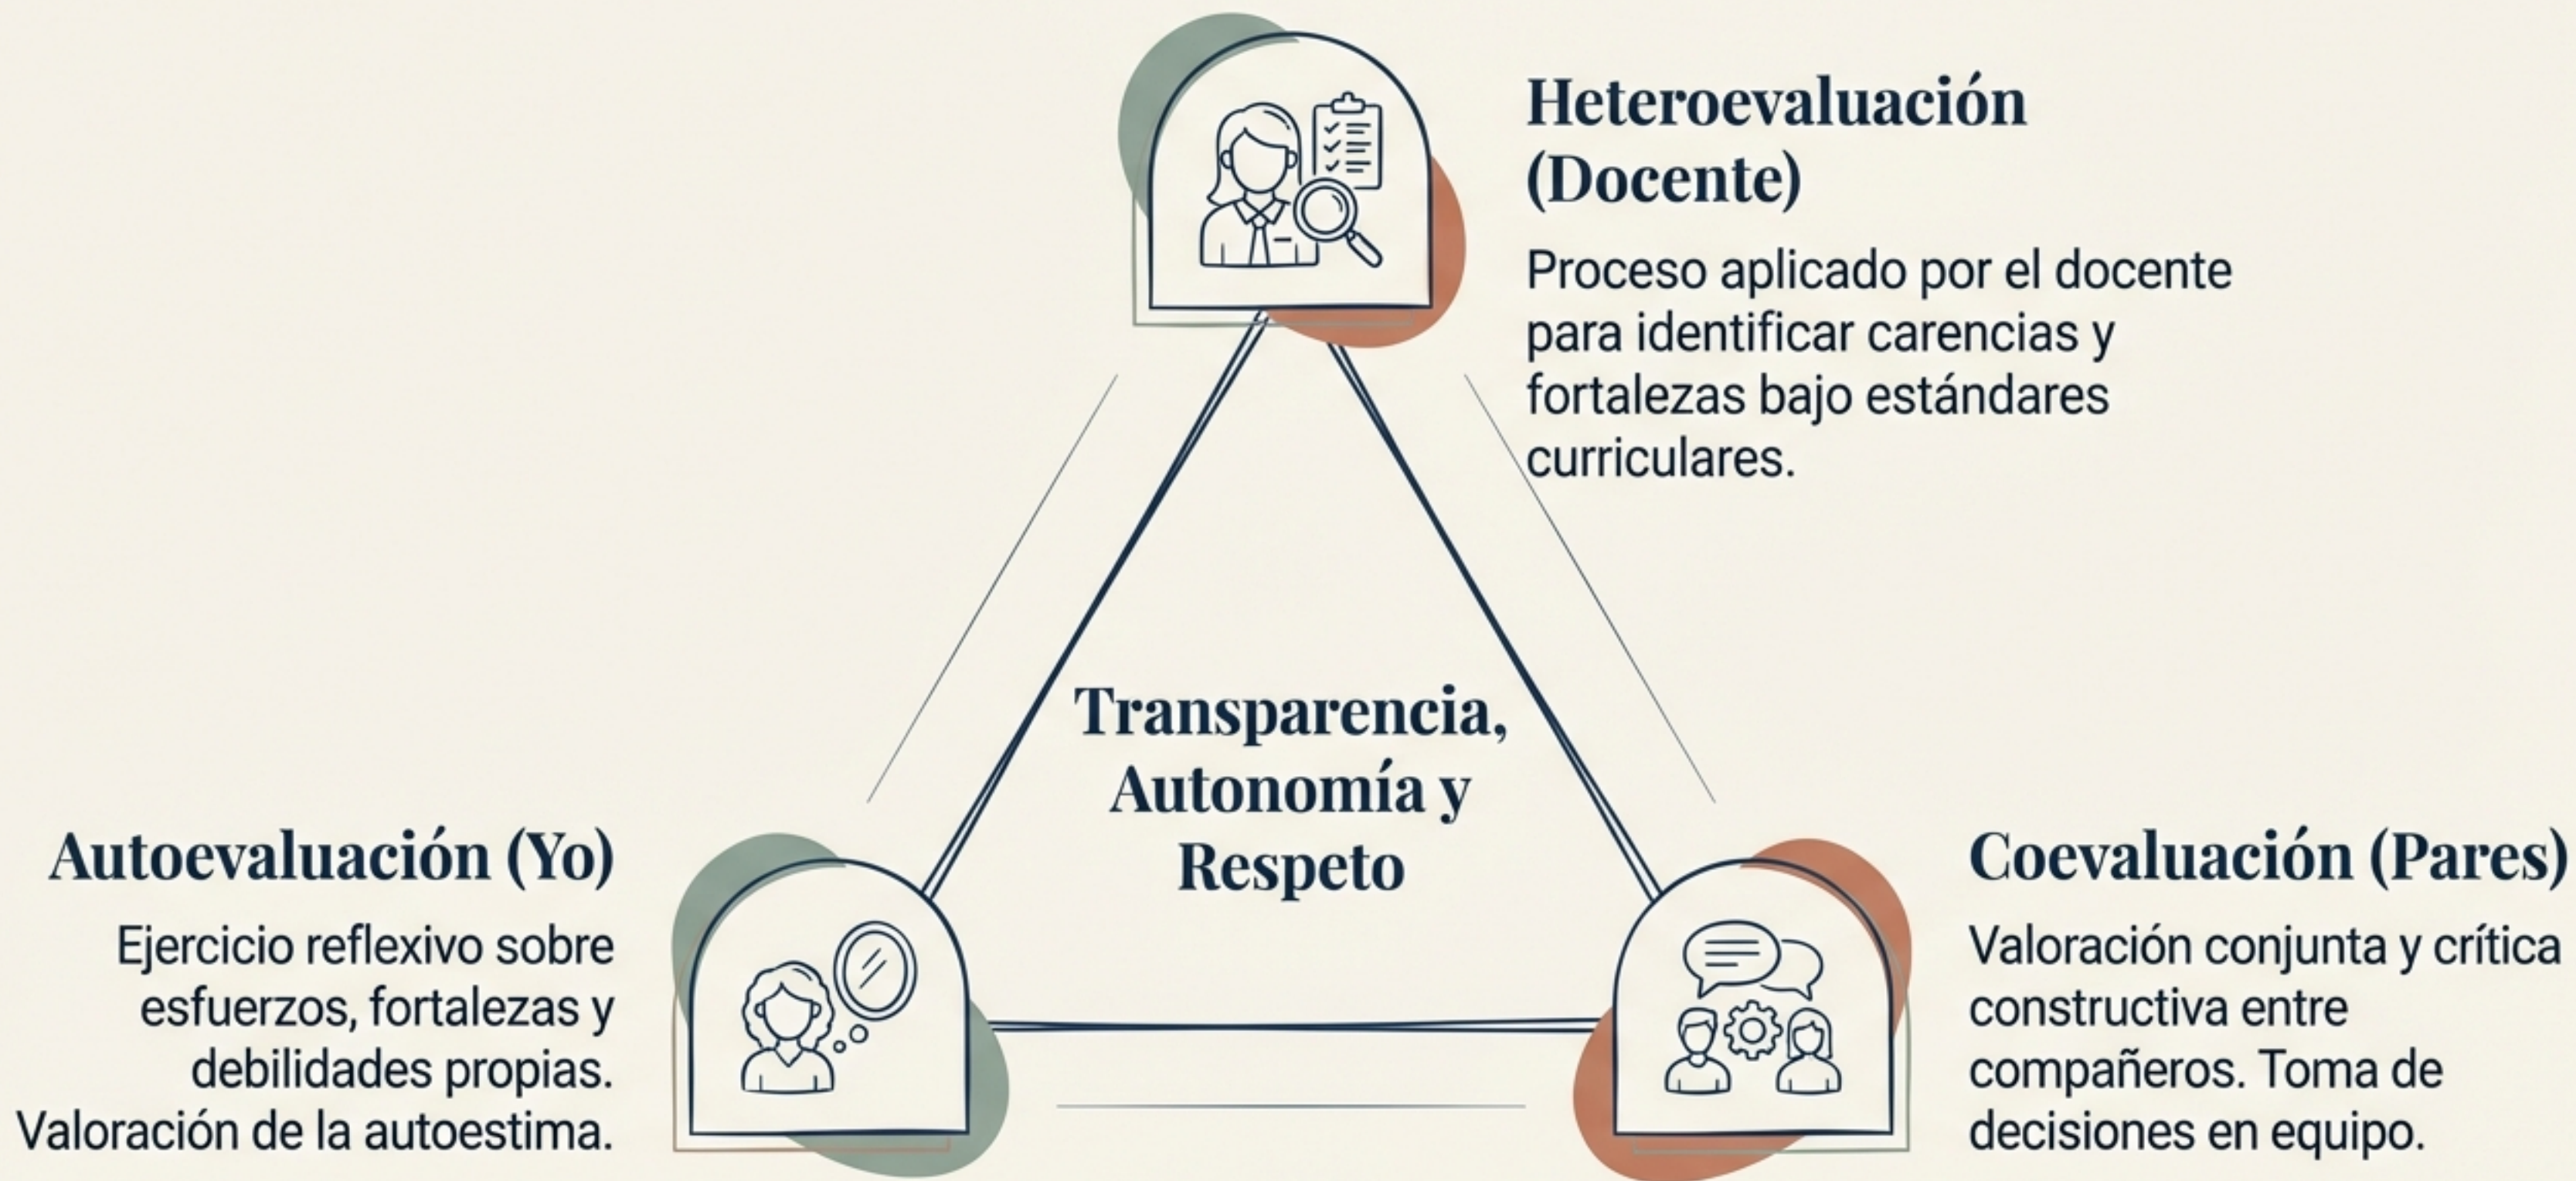 Heteroevaluación
(Docente)
Proceso aplicado por el docente
para identificar carencias y
fortalezas bajo estándares
curriculares.
Transparencia,
Autonomía y
Respeto
Autoevaluación (Yo)
Ejercicio reflexivo sobre
esfuerzos, fortalezas y
debilidades propias.
Valoración de la autoestima.
Coevaluación (Pares)
Valoración conjunta y crítica
constructiva entre
compañeros. Toma de
decisiones en equipo.